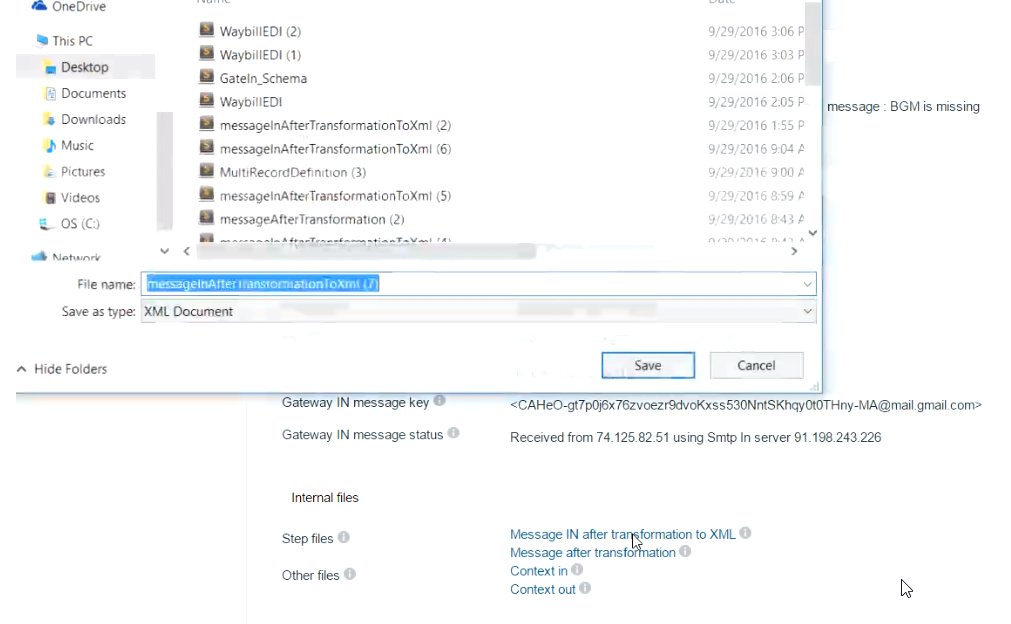 Name Date
OneDrive
This PC
Desktop
Documents
Downloads
Music
Pictures
Videos
OS (C:)
Network
WaybillEDI (2) 9/29/2016 3:06 P
WaybillEDI (1) 9/29/2016 3:03 P
GateIn_Schema 9/29/2016 2:06 P
WaybillEDI 9/29/2016 2:05 P
messageInAfterTransformationToXml (2) 9/29/2016 1:55 P
messageInAfterTransformationToXml (6) 9/29/2016 9:04 A
MultiRecordDefinition (3) 9/29/2016 9:00 A
messageInAfterTransformationToXml (5) 9/29/2016 8:59 A
messageAfterTransformation (2) 9/29/2016 8:43 A
messageInAfterTransformationToXml (4)
message : BGM is missing
File name: messageInAfterTransformationToXml (7)
Save as type: XML Document
Hide Folders
Save Cancel
Gateway IN message key <CAHeO-gt7p0j6x76zvoezr9dvoKxss530NntSKhqy0t0THny-MA@mail.gmail.com>
Gateway IN message status Received from 74.125.82.51 using Smtp In server 91.198.243.226
Internal files
Step files Message IN after transformation to XML
Message after transformation
Other files Context in
Context out